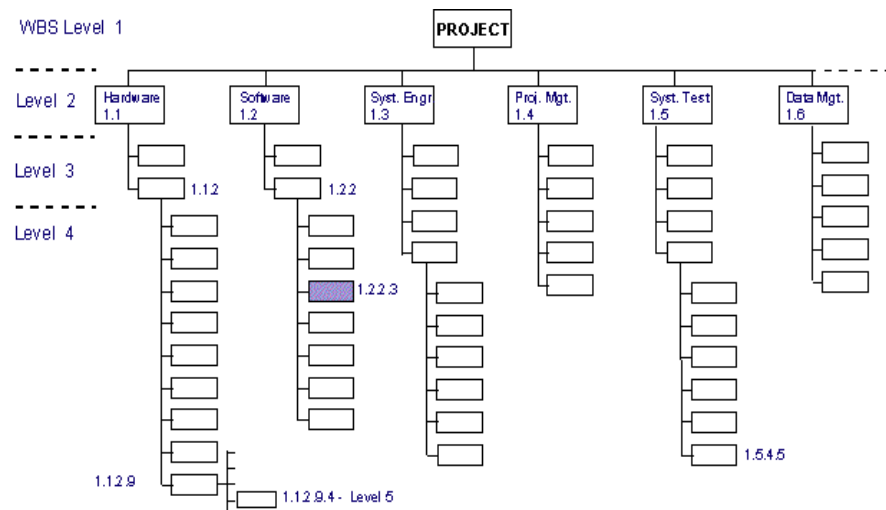 WBS Level 1
PROJECT
Level 2
Hardware
1.1
Software
1.2
Syst. Engr
1.3
Proj. Mgt.
1.4
Syst. Test
1.5
Data Mgt.
1.6
Level 3
1.1.2
1.2.2
Level 4
1.2.2.3
1.5.4.5
1.1.2.9
1.1.2.9.4 - Level 5